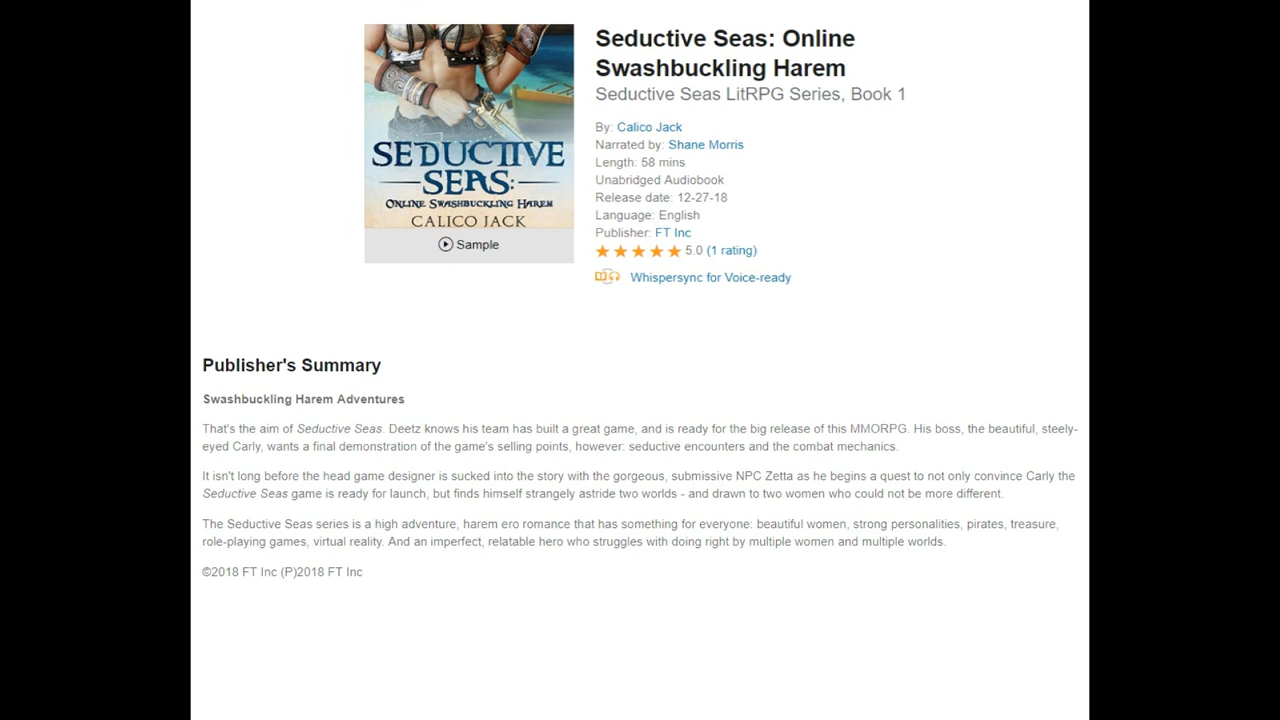 SEDUCTIVE
SEAS:
ONLINE SWASHBUCKLING HAREM
CALICO JACK
Sample
Seductive Seas: Online
Swashbuckling Harem
Seductive Seas LitRPG Series, Book 1
By: Calico Jack
Narrated by: Shane Morris
Length: 58 mins
Unabridged Audiobook
Release date: 12-27-18
Language: English
Publisher: FT Inc
5.0 (1 rating)
Whispersync for Voice-ready
Publisher's Summary
Swashbuckling Harem Adventures
That's the aim of Seductive Seas. Deetz knows his team has built a great game, and is ready for the big release of this MMORPG. His boss, the beautiful, steely-
eyed Carly, wants a final demonstration of the game's selling points, however: seductive encounters and the combat mechanics.
It isn't long before the head game designer is sucked into the story with the gorgeous, submissive NPC Zetta as he begins a quest to not only convince Carly the
Seductive Seas game is ready for launch, but finds himself strangely astride two worlds - and drawn to two women who could not be more different.
The Seductive Seas series is a high adventure, harem ero romance that has something for everyone: beautiful women, strong personalities, pirates, treasure,
role-playing games, virtual reality. And an imperfect, relatable hero who struggles with doing right by multiple women and multiple worlds.
©2018 FT Inc (P)2018 FT Inc